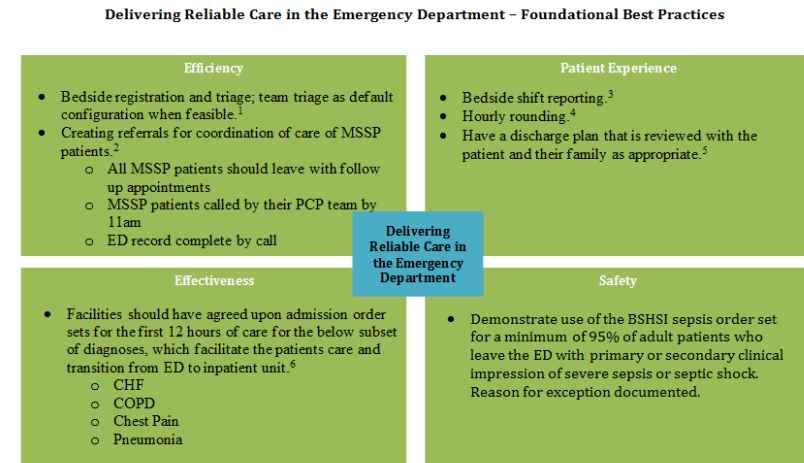 Delivering Reliable Care in the Emergency Department – Foundational Best Practices
Efficiency
• Bedside registration and triage; team triage as default
configuration when feasible.1
• Creating referrals for coordination of care of MSSP
patients.2
o All MSSP patients should leave with follow
up appointments
o MSSP patients called by their PCP team by
11am
o ED record complete by call
Patient Experience
• Bedside shift reporting.3
• Hourly rounding.4
• Have a discharge plan that is reviewed with the
patient and their family as appropriate.5
Delivering
Reliable Care in
the Emergency
Department
Effectiveness
• Facilities should have agreed upon admission order
sets for the first 12 hours of care for the below subset
of diagnoses, which facilitate the patients care and
transition from ED to inpatient unit.6
o CHF
o COPD
o Chest Pain
o Pneumonia
Safety
• Demonstrate use of the BSHSI sepsis order set
for a minimum of 95% of adult patients who
leave the ED with primary or secondary clinical
impression of severe sepsis or septic shock.
Reason for exception documented.